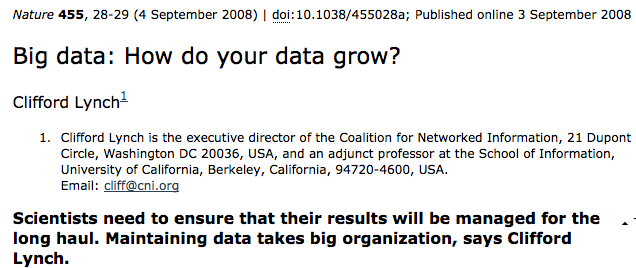 Nature 455, 28-29 (4 September 2008) | doi:10.1038/455028a; Published online 3 September 2008
Big data: How do your data grow?
Clifford Lynch1
1. Clifford Lynch is the executive director of the Coalition for Networked Information, 21 Dupont
Circle, Washington DC 20036, USA, and an adjunct professor at the School of Information,
University of California, Berkeley, California, 94720-4600, USA.
Email: cliff@cni.org
Scientists need to ensure that their results will be managed for the
long haul. Maintaining data takes big organization, says Clifford
Lynch.